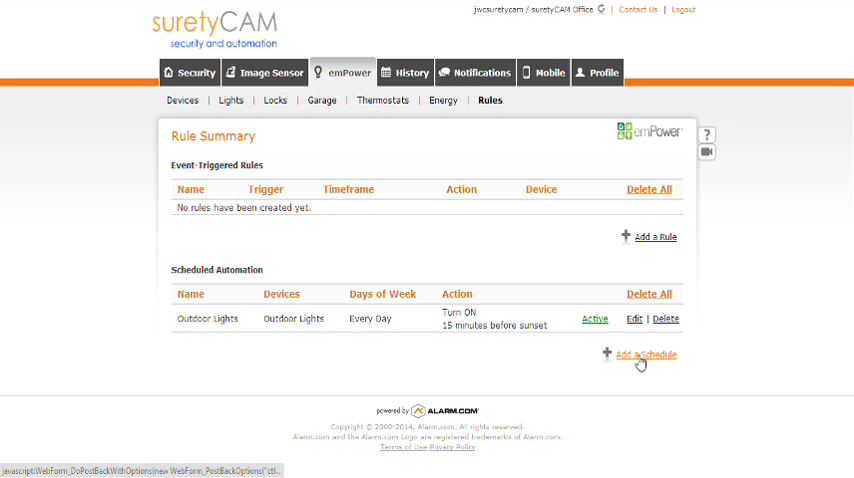 suretyCAM
security and automation
jwcsuretycam / suretyCAM Office | Contact Us | Logout
Security Image Sensor emPower History Notifications Mobile Profile
Devices | Lights | Locks | Garage | Thermostats | Energy | Rules
Rule Summary
emPower
?
Event-Triggered Rules
Name Trigger Timeframe Action Device Delete All
No rules have been created yet.
Add a Rule
Scheduled Automation
Name Devices Days of Week Action Delete All
Outdoor Lights Outdoor Lights Every Day Turn ON
15 minutes before sunset Active Edit | Delete
Add a Schedule
powered by ALARM.COM
Copyright © 2000-2014, Alarm.com. All rights reserved.
Alarm.com and the Alarm.com Logo are registered trademarks of Alarm.com.
Terms of Use Privacy Policy
javascript:WebForm_DoPostBackWithOptions(new WebForm_PostBackOptions("ctl...